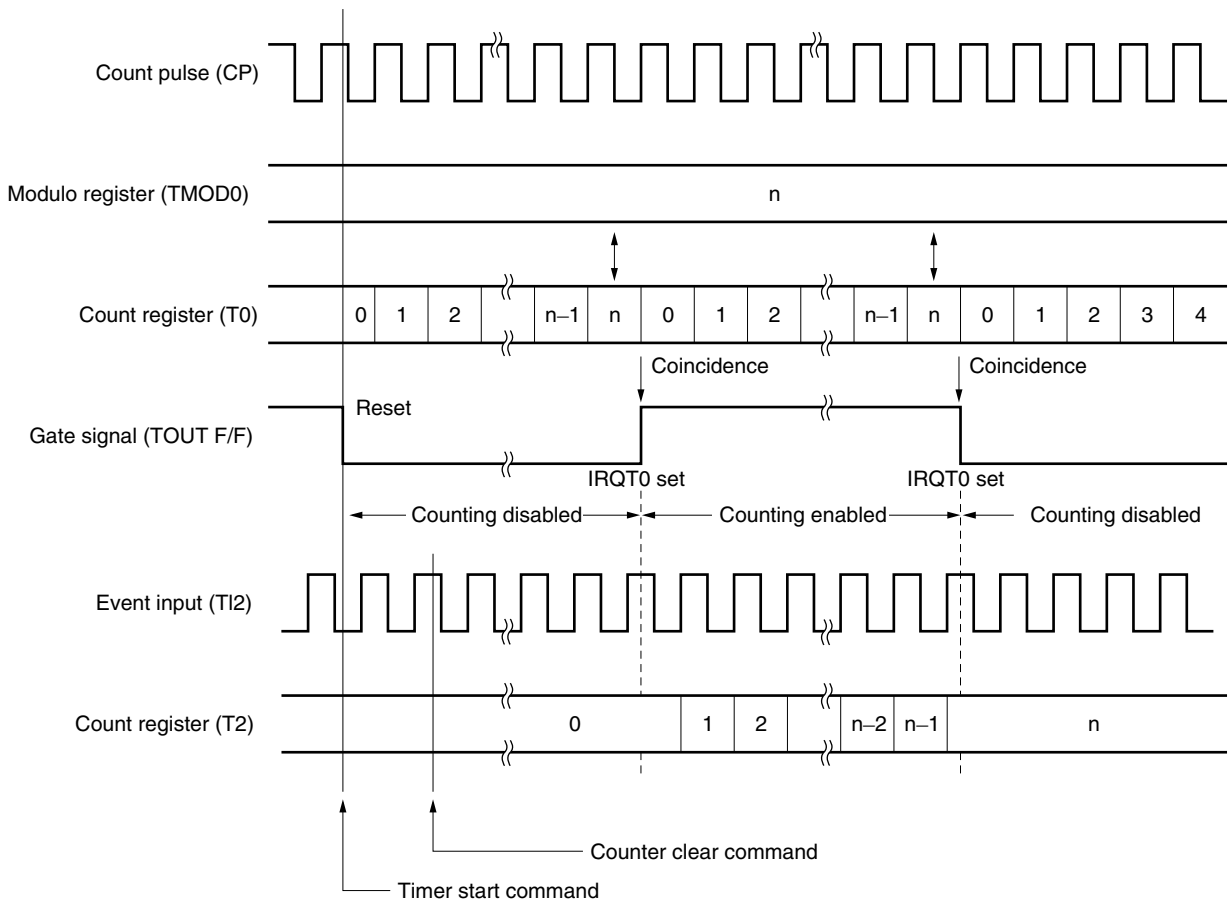 Count pulse (CP)
Modulo register (TMOD0)
n
Count register (T0)
0 1 2 n–1 n 0 1 2 n–1 n 0 1 2 3 4
Coincidence Coincidence
Reset
Gate signal (TOUT F/F)
IRQT0 set IRQT0 set
Counting disabled Counting enabled Counting disabled
Event input (TI2)
Count register (T2)
0 1 2 n–2 n–1 n
Counter clear command
Timer start command